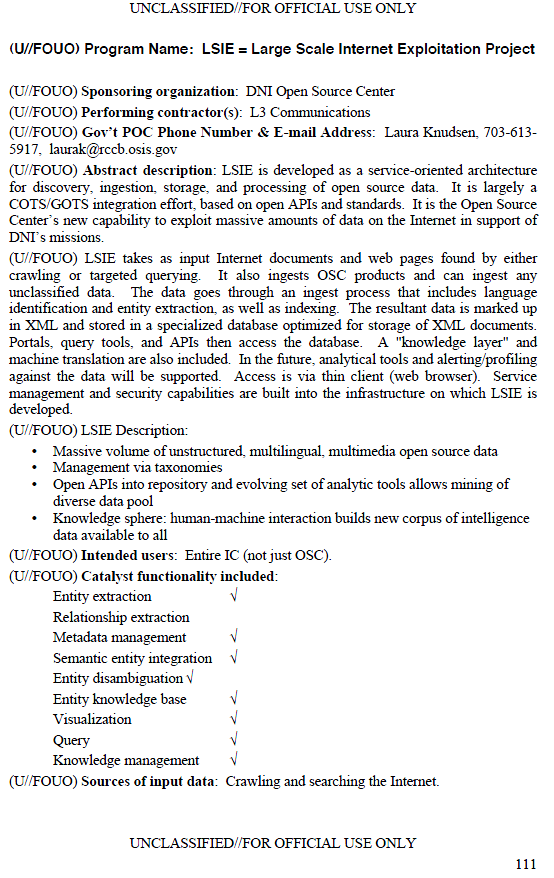 UNCLASSIFIED//FOR OFFICIAL USE ONLY
(U//FOUO) Program Name: LSIE = Large Scale Internet Exploitation Project
(U//FOUO) Sponsoring organization: DNI Open Source Center
(U//FOUO) Performing contractor(s): L3 Communications
(U//FOUO) Gov't POC Phone Number & E-mail Address: Laura Knudsen, 703-613-
5917, laurak@rccb.osis.gov
(U//FOUO) Abstract description: LSIE is developed as a service-oriented architecture
for discovery, ingestion, storage, and processing of open source data. It is largely a
COTS/GOTS integration effort, based on open APIs and standards. It is the Open Source
Center's new capability to exploit massive amounts of data on the Internet in support of
DNI's missions.
(U//FOUO) LSIE takes as input Internet documents and web pages found by either
crawling or targeted querying. It also ingests OSC products and can ingest any
unclassified data. The data goes through an ingest process that includes language
identification and entity extraction, as well as indexing. The resultant data is marked up
in XML and stored in a specialized database optimized for storage of XML documents.
Portals, query tools, and APIs then access the database. A "knowledge layer" and
machine translation are also included. In the future, analytical tools and alerting/profiling
against the data will be supported. Access is via thin client (web browser). Service
management and security capabilities are built into the infrastructure on which LSIE is
developed.
(U//FOUO) LSIE Description:
• Massive volume of unstructured, multilingual, multimedia open source data
• Management via taxonomies
• Open APIs into repository and evolving set of analytic tools allows mining of
diverse data pool
• Knowledge sphere: human-machine interaction builds new corpus of intelligence
data available to all
(U//FOUO) Intended users: Entire IC (not just OSC).
(U//FOUO) Catalyst functionality included:
Entity extraction √
Relationship extraction
Metadata management √
Semantic entity integration √
Entity disambiguation √
Entity knowledge base √
Visualization √
Query √
Knowledge management √
(U//FOUO) Sources of input data: Crawling and searching the Internet.
UNCLASSIFIED//FOR OFFICIAL USE ONLY
111